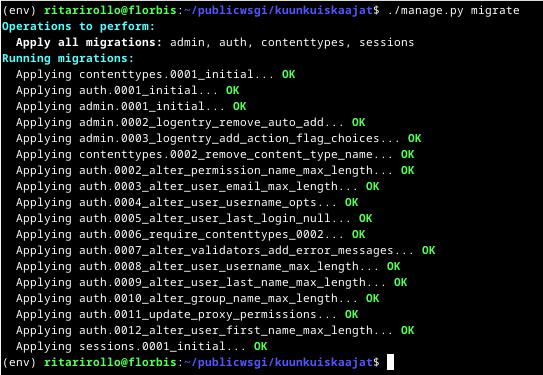 (env) ritarirollo@florbis:~/publicwsgi/kuunkuiskaajat$ ./manage.py migrate
Operations to perform:
  Apply all migrations: admin, auth, contenttypes, sessions
Running migrations:
  Applying contenttypes.0001_initial... OK
  Applying auth.0001_initial... OK
  Applying admin.0001_initial... OK
  Applying admin.0002_logentry_remove_auto_add... OK
  Applying admin.0003_logentry_add_action_flag_choices... OK
  Applying contenttypes.0002_remove_content_type_name... OK
  Applying auth.0002_alter_permission_name_max_length... OK
  Applying auth.0003_alter_user_email_max_length... OK
  Applying auth.0004_alter_user_username_opts... OK
  Applying auth.0005_alter_user_last_login_null... OK
  Applying auth.0006_require_contenttypes_0002... OK
  Applying auth.0007_alter_validators_add_error_messages... OK
  Applying auth.0008_alter_user_username_max_length... OK
  Applying auth.0009_alter_user_last_name_max_length... OK
  Applying auth.0010_alter_group_name_max_length... OK
  Applying auth.0011_update_proxy_permissions... OK
  Applying auth.0012_alter_user_first_name_max_length... OK
  Applying sessions.0001_initial... OK
(env) ritarirollo@florbis:~/publicwsgi/kuunkuiskaajat$